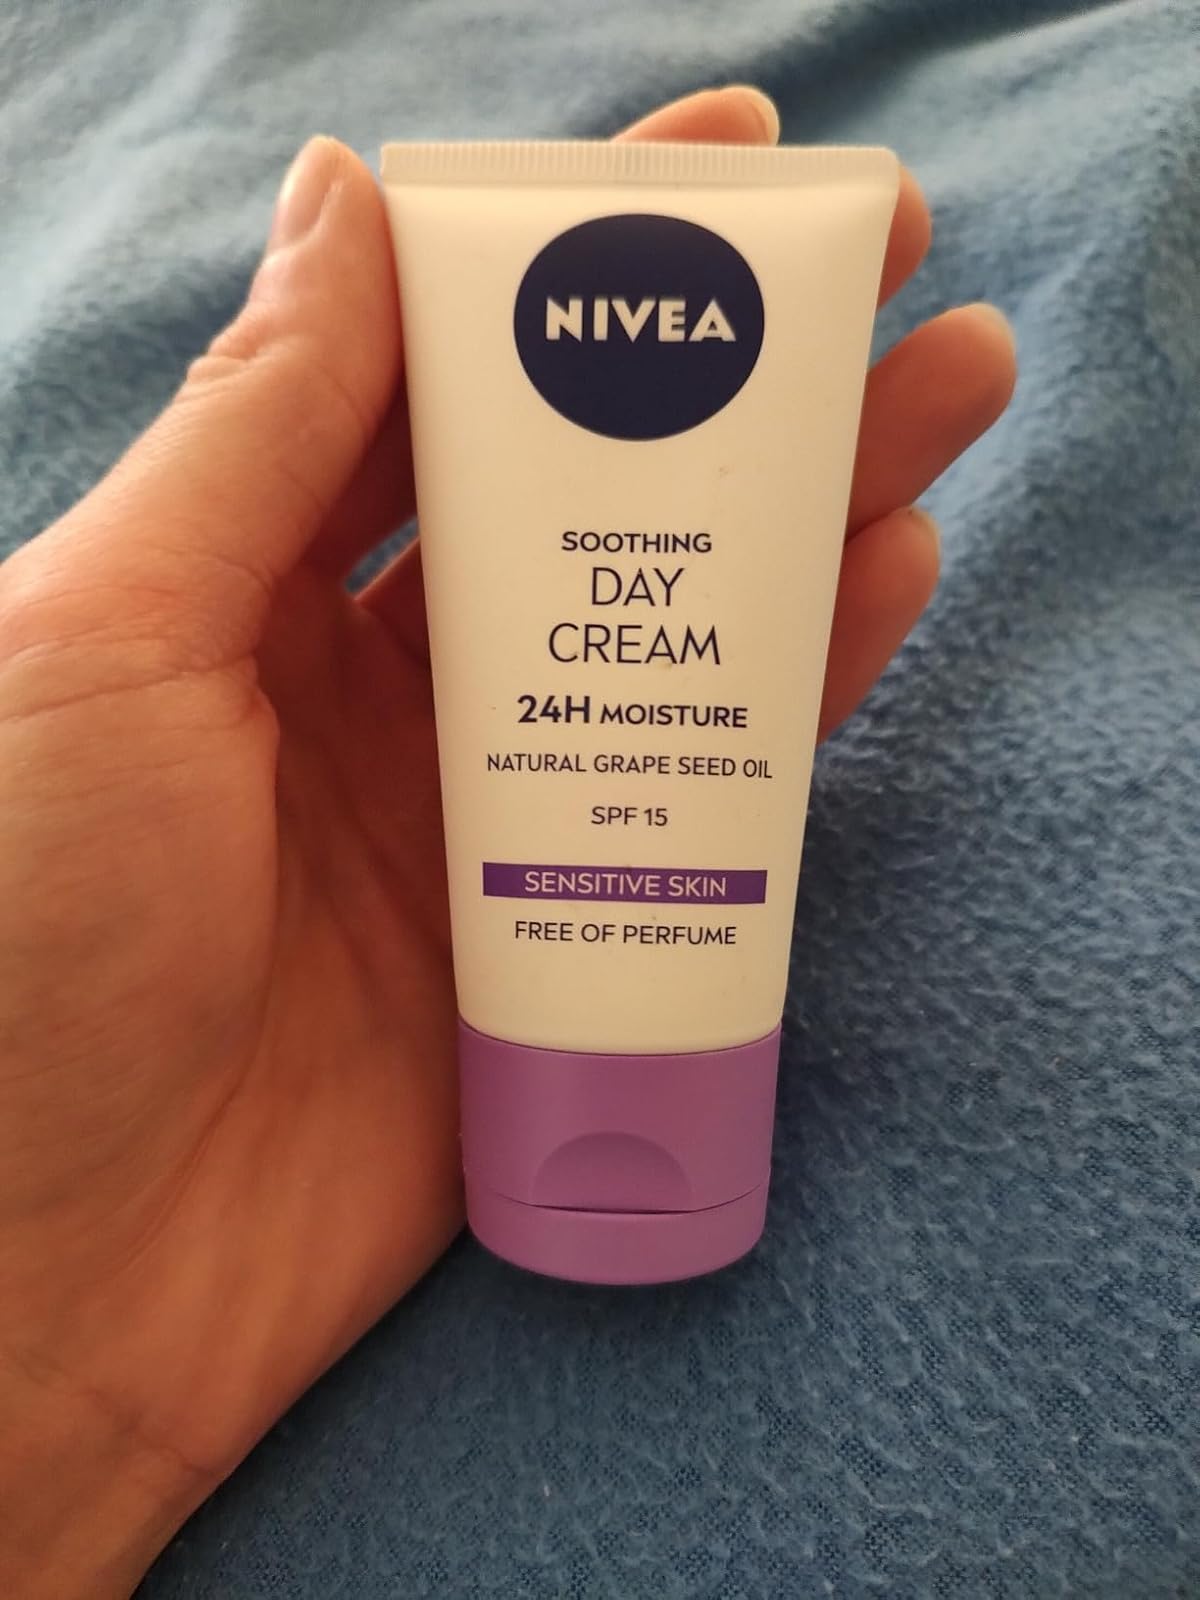 NIVEA
SOOTHING
DAY
CREAM
24H MOISTURE
NATURAL GRAPE SEED OIL
SPF 15
SENSITIVE SKIN
FREE OF PERFUME